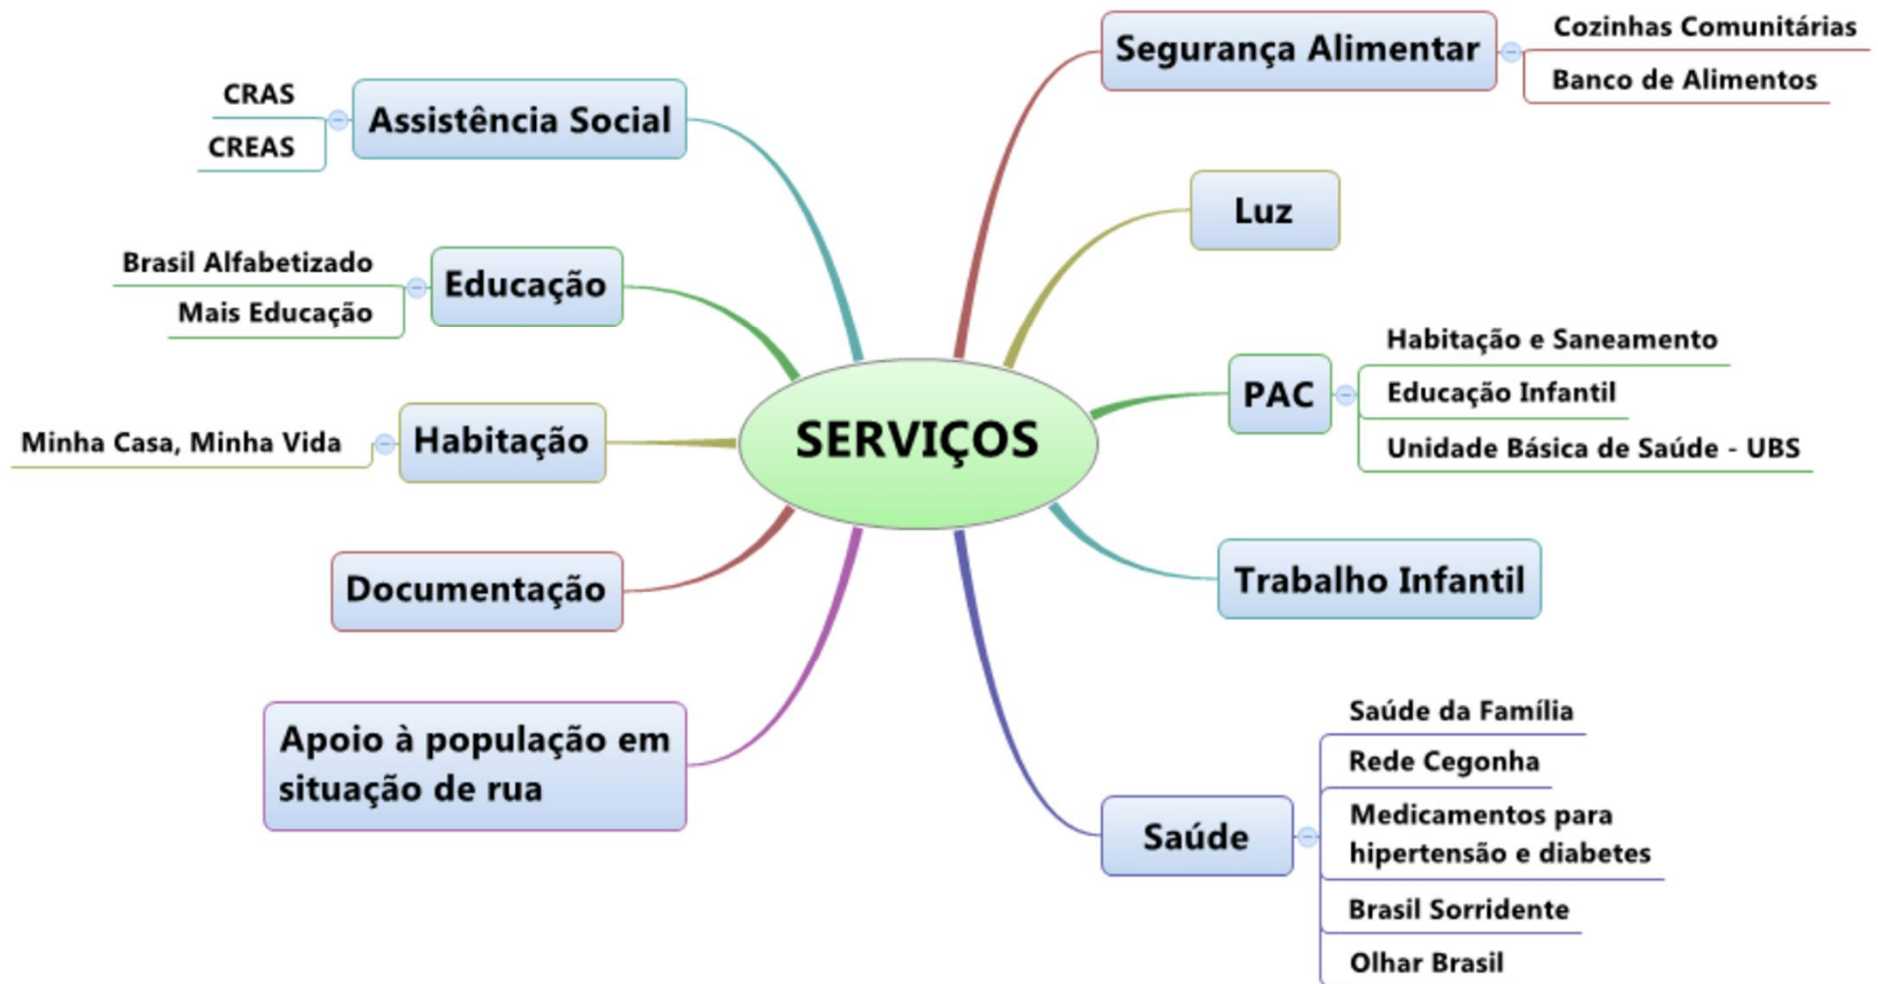 SERVIÇOS
Assistência Social
CRAS
CREAS
Educação
Brasil Alfabetizado
Mais Educação
Habitação
Minha Casa, Minha Vida
Documentação
Apoio à população em
situação de rua
Segurança Alimentar
Cozinhas Comunitárias
Banco de Alimentos
Luz
PAC
Habitação e Saneamento
Educação Infantil
Unidade Básica de Saúde - UBS
Trabalho Infantil
Saúde
Saúde da Família
Rede Cegonha
Medicamentos para
hipertensão e diabetes
Brasil Sorridente
Olhar Brasil